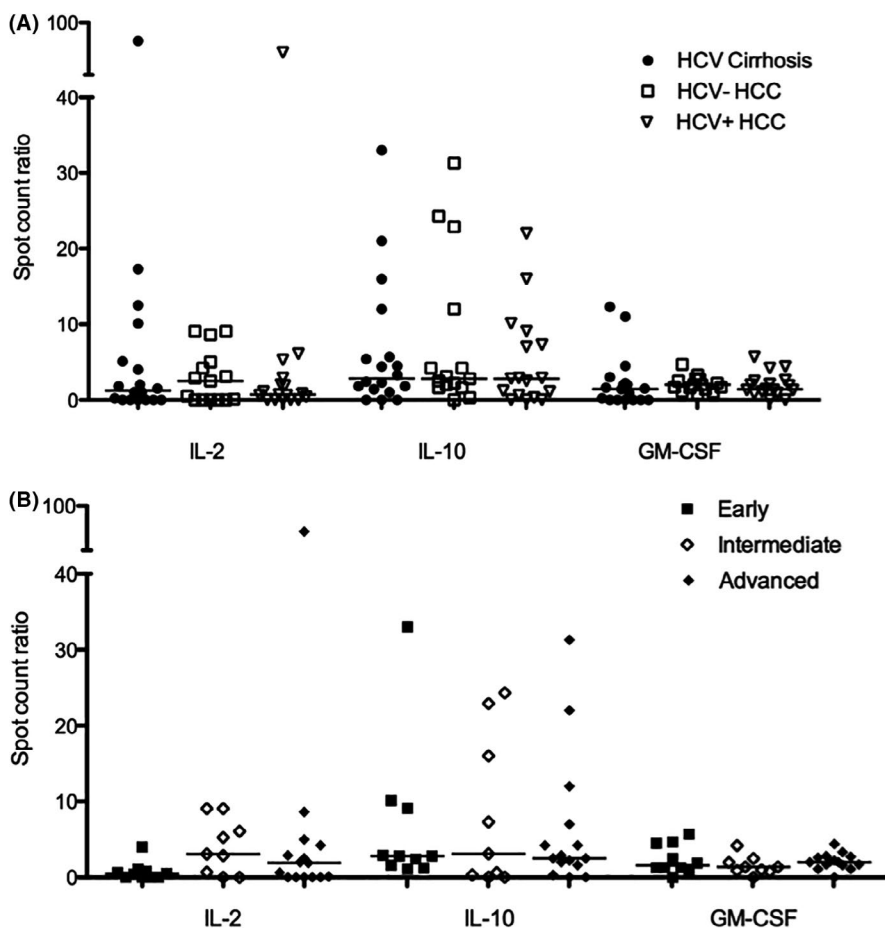 (A)
100
40
30
20
10
0
Spot count ratio
HCV Cirrhosis
HCV- HCC
HCV+ HCC
IL-2 IL-10 GM-CSF
(B)
100
40
30
20
10
0
Spot count ratio
Early
Intermediate
Advanced
IL-2 IL-10 GM-CSF